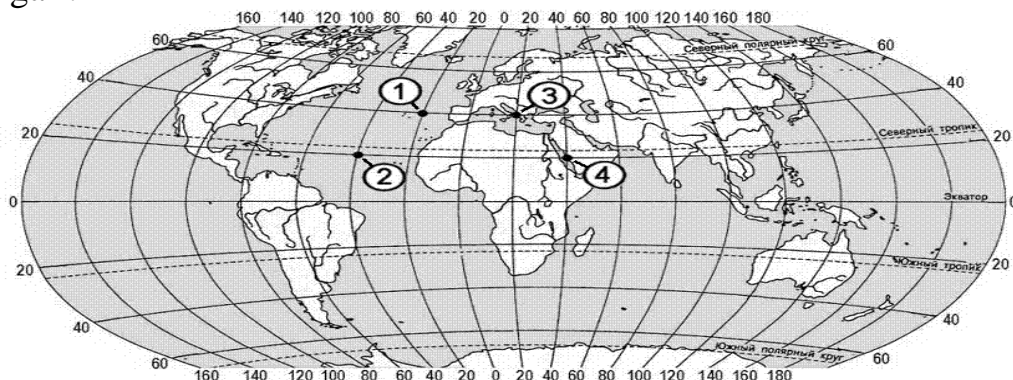 160 140 120 100 80 60 40 20 0 20 40 60 80 100 120 140 160 180
60 Северный полярный круг 60
1 3
40 40
20 Северный тропик 20
2 4
0 Экватор 0
20 Южный тропик 20
40 40
60 Южный полярный круг 60
160 140 120 100 80 60 40 20 0 20 40 60 80 100 120 140 160 180